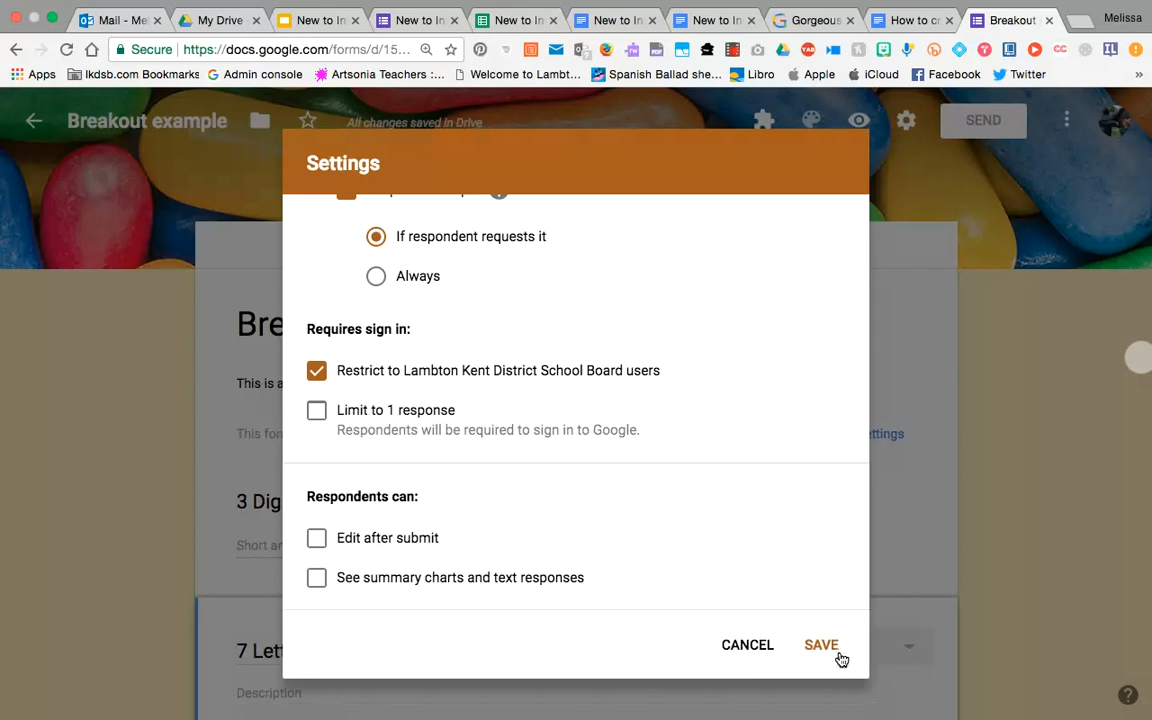 Mail - Me
My Drive -
New to In
New to In
New to In
New to In
New to In
Gorgeous
How to cr
Breakout
Melissa
Secure
https://docs.google.com/forms/d/15...
Apps
lkdsb.com Bookmarks
Admin console
Artsonia Teachers :...
Welcome to Lambt...
Spanish Ballad she...
Libro
Apple
iCloud
Facebook
Twitter
»
Breakout example
All changes saved in Drive
SEND
Settings
If respondent requests it
Always
Requires sign in:
Restrict to Lambton Kent District School Board users
Limit to 1 response
Respondents will be required to sign in to Google.
Respondents can:
Edit after submit
See summary charts and text responses
CANCEL
SAVE
Bre
This is a
This for
ettings
3 Dig
Short an
7 Lett
Description